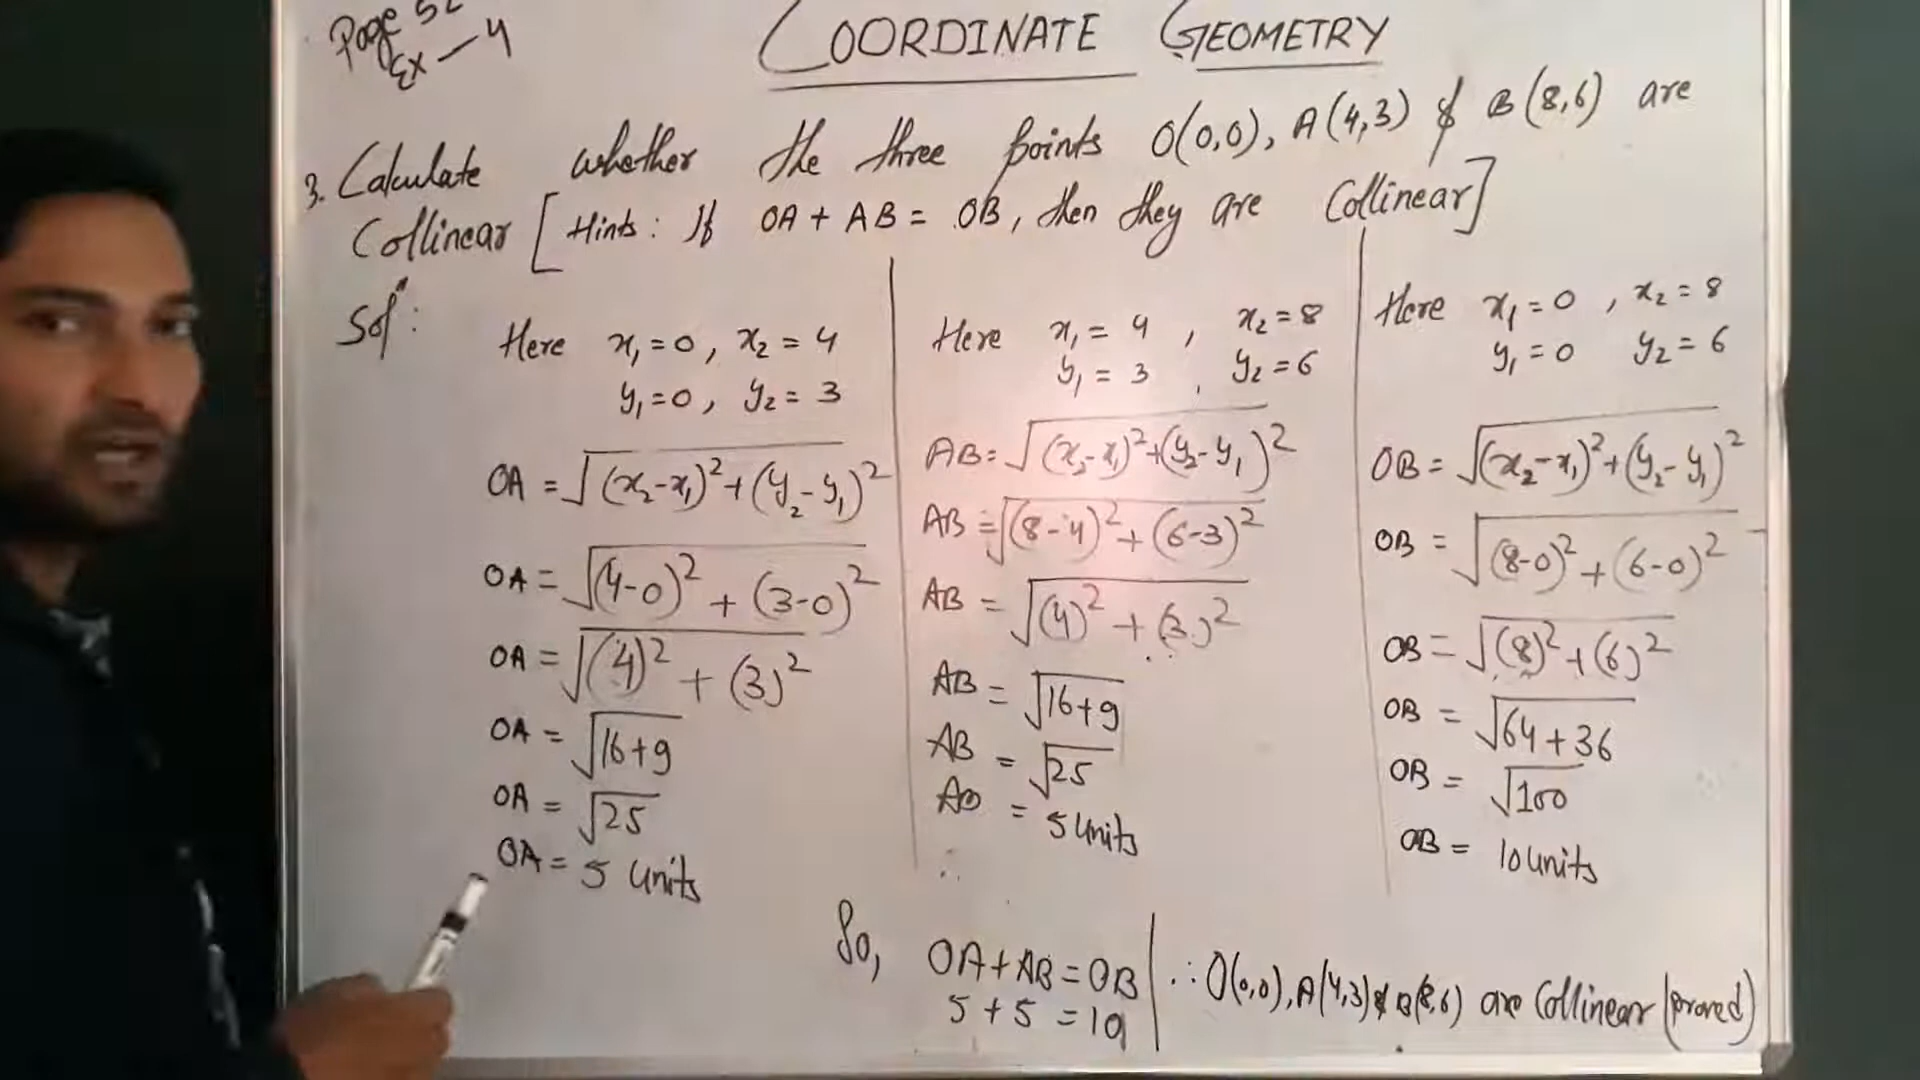 Page 52
Ex - 4
COORDINATE GEOMETRY
3. Calculate whether the three points O(0,0), A(4,3) & B(8,6) are
Collinear [Hints: If OA + AB = OB, then they are Collinear]
Solⁿ:
Here x₁ = 0, x₂ = 4
y₁ = 0, y₂ = 3
OA = √(x₂-x₁)² + (y₂-y₁)²
OA = √(4-0)² + (3-0)²
OA = √(4)² + (3)²
OA = √16+9
OA = √25
OA = 5 units
Here x₁ = 4, x₂ = 8
y₁ = 3, y₂ = 6
AB = √(x₂-x₁)² + (y₂-y₁)²
AB = √(8-4)² + (6-3)²
AB = √(4)² + (3)²
AB = √16+9
AB = √25
AB = 5 units
Here x₁ = 0, x₂ = 8
y₁ = 0 y₂ = 6
OB = √(x₂-x₁)² + (y₂-y₁)²
OB = √(8-0)² + (6-0)²
OB = √(8)² + (6)²
OB = √64+36
OB = √100
OB = 10 units
So, OA + AB = OB
5 + 5 = 10
∴ O(0,0), A(4,3) & B(8,6) are Collinear (proved)